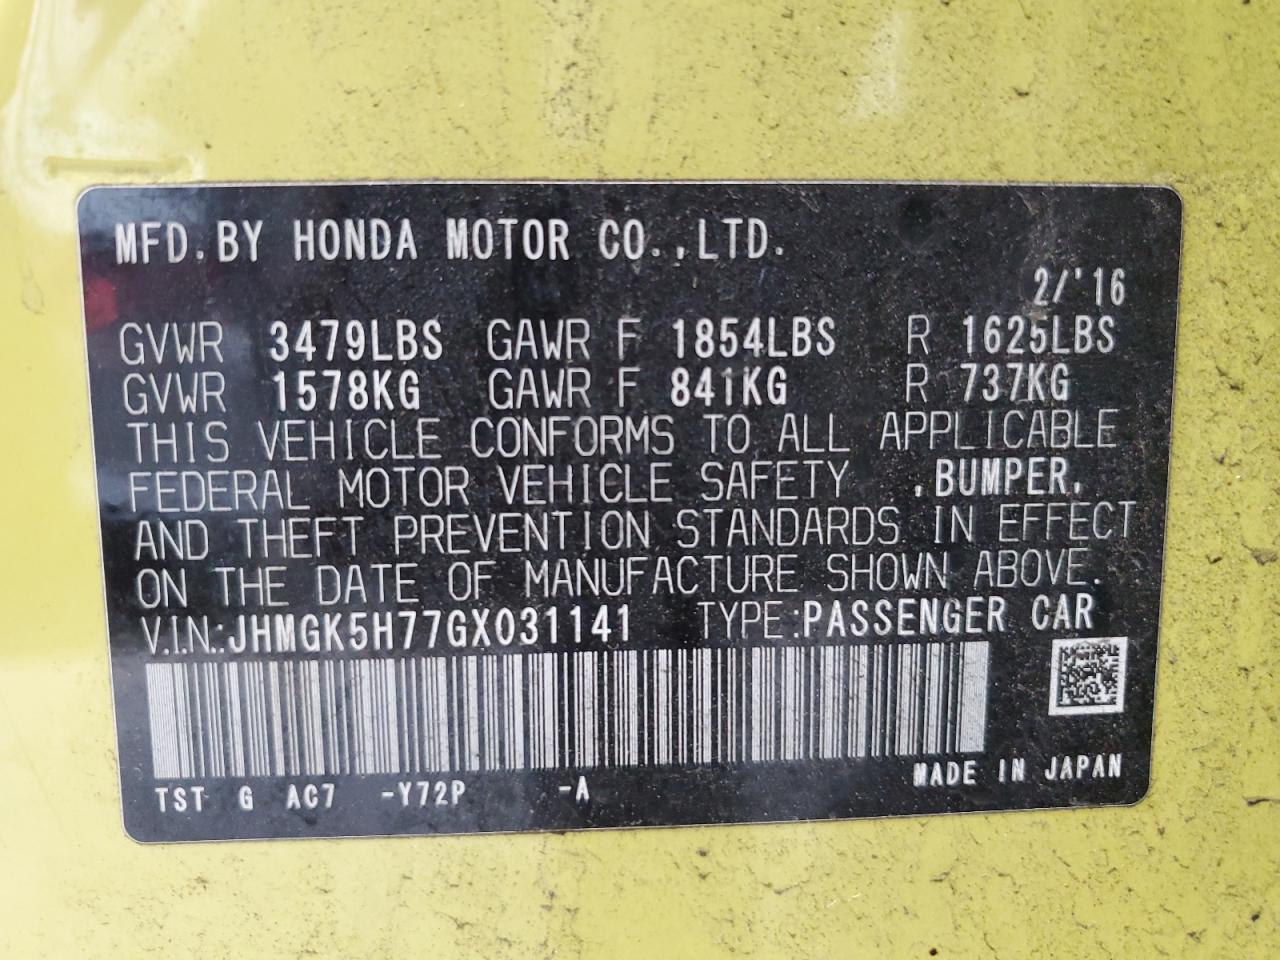 MFD. BY HONDA MOTOR CO.,LTD.
2/'16
GVWR 3479LBS GAWR F 1854LBS R 1625LBS
GVWR 1578KG GAWR F 841KG R 737KG
THIS VEHICLE CONFORMS TO ALL APPLICABLE
FEDERAL MOTOR VEHICLE SAFETY , BUMPER,
AND THEFT PREVENTION STANDARDS IN EFFECT
ON THE DATE OF MANUFACTURE SHOWN ABOVE.
V.I.N.:JHMGK5H77GX031141 TYPE:PASSENGER CAR
MADE IN JAPAN
TST G AC7 -Y72P -A